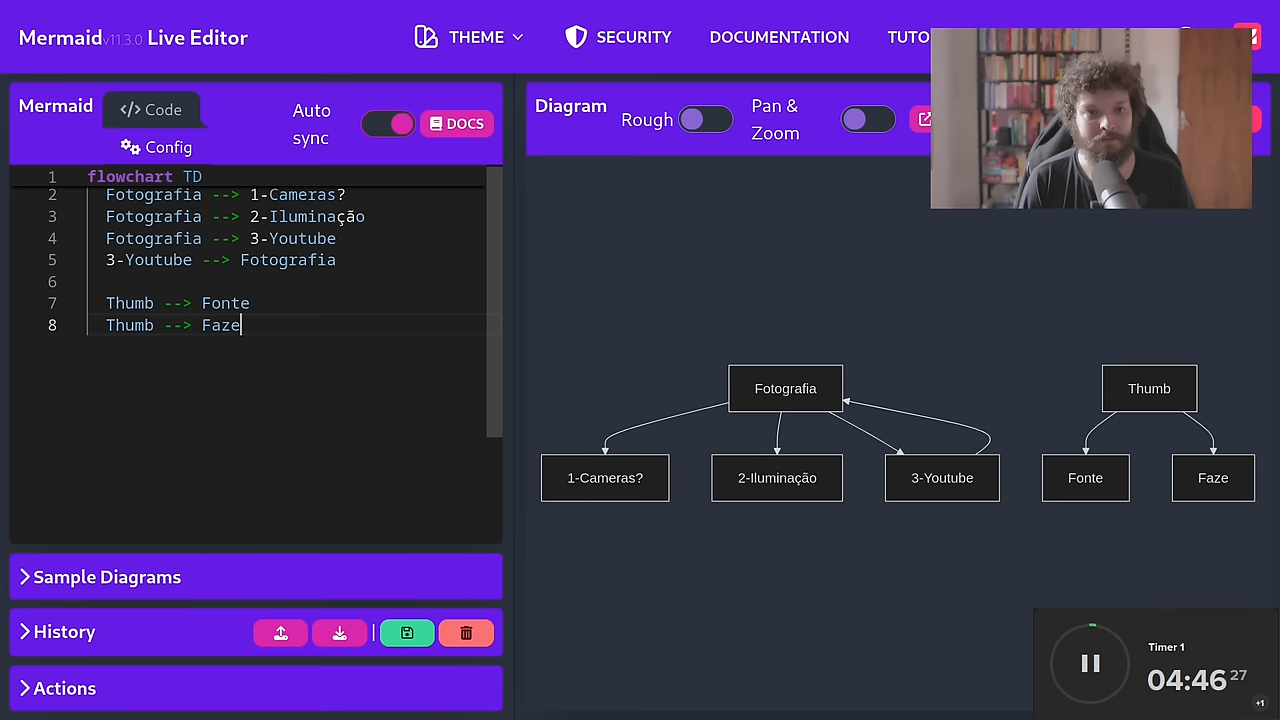 Mermaid v11.3.0 Live Editor
THEME
SECURITY
DOCUMENTATION
TUTO
Mermaid
Code
Config
Auto sync
DOCS
1 flowchart TD
2 Fotografia --> 1-Cameras?
3 Fotografia --> 2-Iluminação
4 Fotografia --> 3-Youtube
5 3-Youtube --> Fotografia
6
7 Thumb --> Fonte
8 Thumb --> Faze
Sample Diagrams
History
Actions
Diagram
Rough
Pan & Zoom
Fotografia
Thumb
1-Cameras?
2-Iluminação
3-Youtube
Fonte
Faze
Timer 1
04:46 27
+1